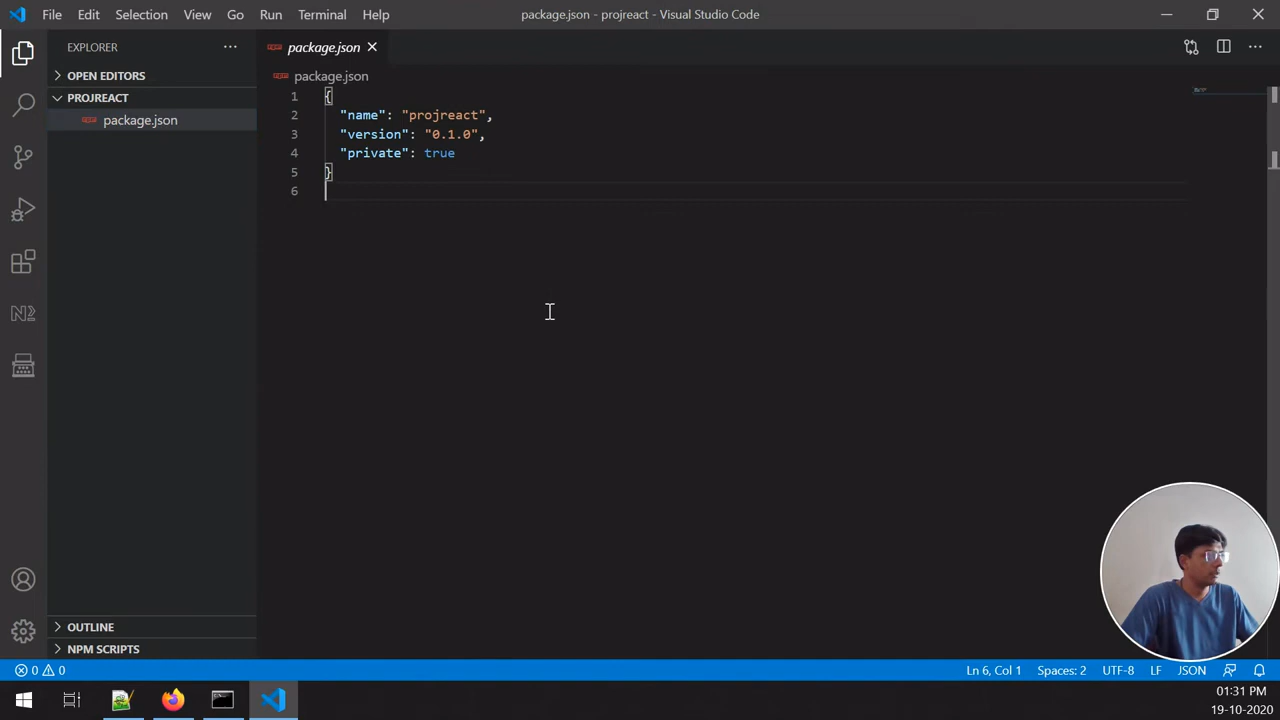 File Edit Selection View Go Run Terminal Help
package.json - projreact - Visual Studio Code
EXPLORER
OPEN EDITORS
PROJREACT
package.json
OUTLINE
NPM SCRIPTS
package.json
package.json
1 {
2 "name": "projreact",
3 "version": "0.1.0",
4 "private": true
5 }
6
0 0
Ln 6, Col 1 Spaces: 2 UTF-8 LF JSON
01:31 PM
19-10-2020